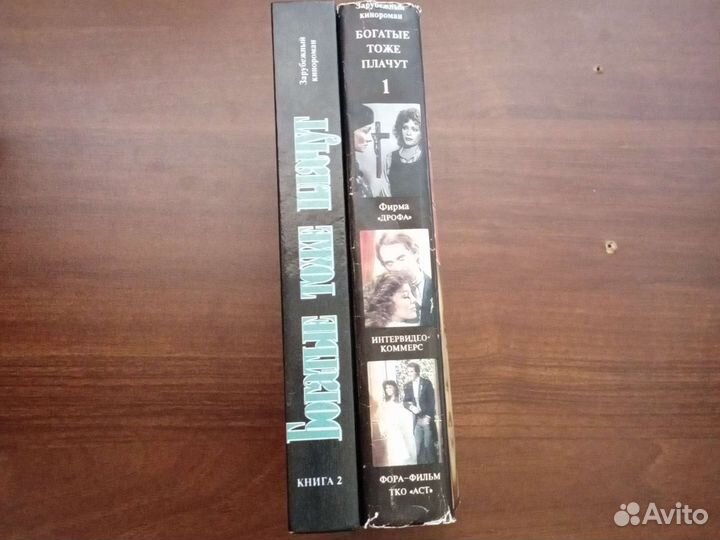 Зарубежный
кинороман
Богатые тоже плачут
КНИГА 2
Зарубежный
кинороман
БОГАТЫЕ
ТОЖЕ
ПЛАЧУТ
1
Фирма
«ДРОФА»
ИНТЕРВИДЕО-
КОММЕРС
ФОРА-ФИЛЬМ
ТКО «АСТ»
Avito